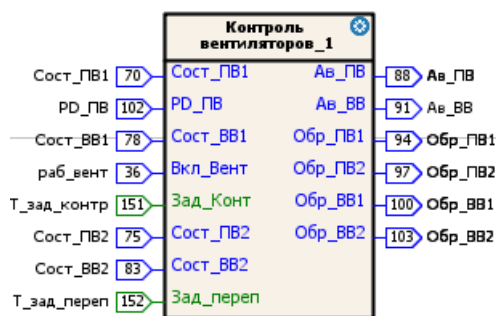 Контроль
вентиляторов_1
Сост_ПВ1 70 Сост_ПВ1 Ав_ПВ 88 Ав_ПВ
PD_ПВ 102 PD_ПВ Ав_ВВ 91 Ав_ВВ
Сост_ВВ1 78 Сост_ВВ1 Обр_ПВ1 94 Обр_ПВ1
раб_вент 36 Вкл_Вент Обр_ПВ2 97 Обр_ПВ2
Т_зад_контр 151 Зад_Конт Обр_ВВ1 100 Обр_ВВ1
Сост_ПВ2 75 Сост_ПВ2 Обр_ВВ2 103 Обр_ВВ2
Сост_ВВ2 83 Сост_ВВ2
Т_зад_переп 152 Зад_переп